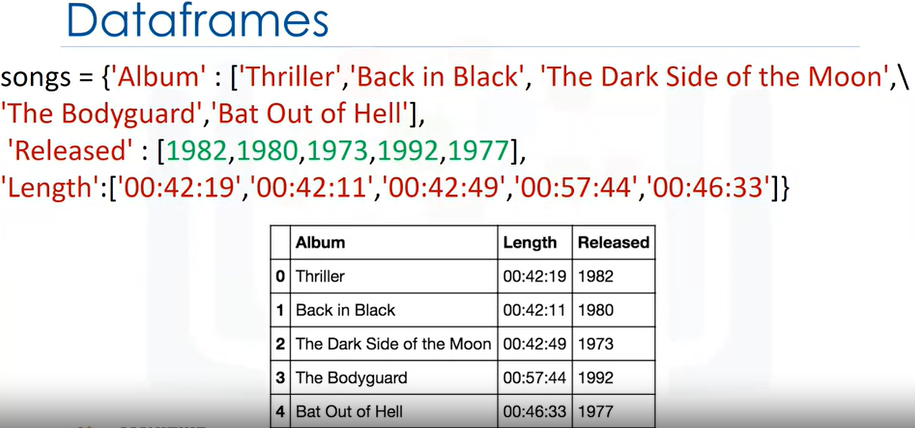 Dataframes
songs = {'Album' : ['Thriller','Back in Black', 'The Dark Side of the Moon',\
'The Bodyguard','Bat Out of Hell'],
'Released' : [1982,1980,1973,1992,1977],
'Length':['00:42:19','00:42:11','00:42:49','00:57:44','00:46:33']}
Album Length Released
0 Thriller 00:42:19 1982
1 Back in Black 00:42:11 1980
2 The Dark Side of the Moon 00:42:49 1973
3 The Bodyguard 00:57:44 1992
4 Bat Out of Hell 00:46:33 1977